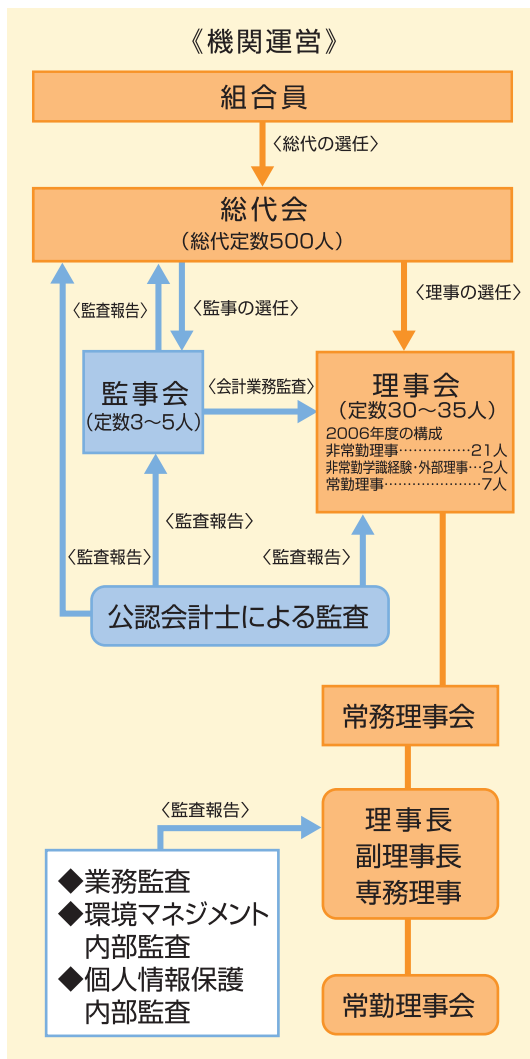 《機関運営》
組合員
〈総代の選任〉
総代会
(総代定数500人)
〈監査報告〉
〈監事の選任〉
〈理事の選任〉
監事会
(定数3～5人)
〈会計業務監査〉
理事会
(定数30～35人)
2006年度の構成
非常勤理事……………21人
非常勤学識経験・外部理事…2人
常勤理事…………………7人
〈監査報告〉
〈監査報告〉
〈監査報告〉
公認会計士による監査
常務理事会
〈監査報告〉
理事長
副理事長
専務理事
◆業務監査
◆環境マネジメント
内部監査
◆個人情報保護
内部監査
常勤理事会